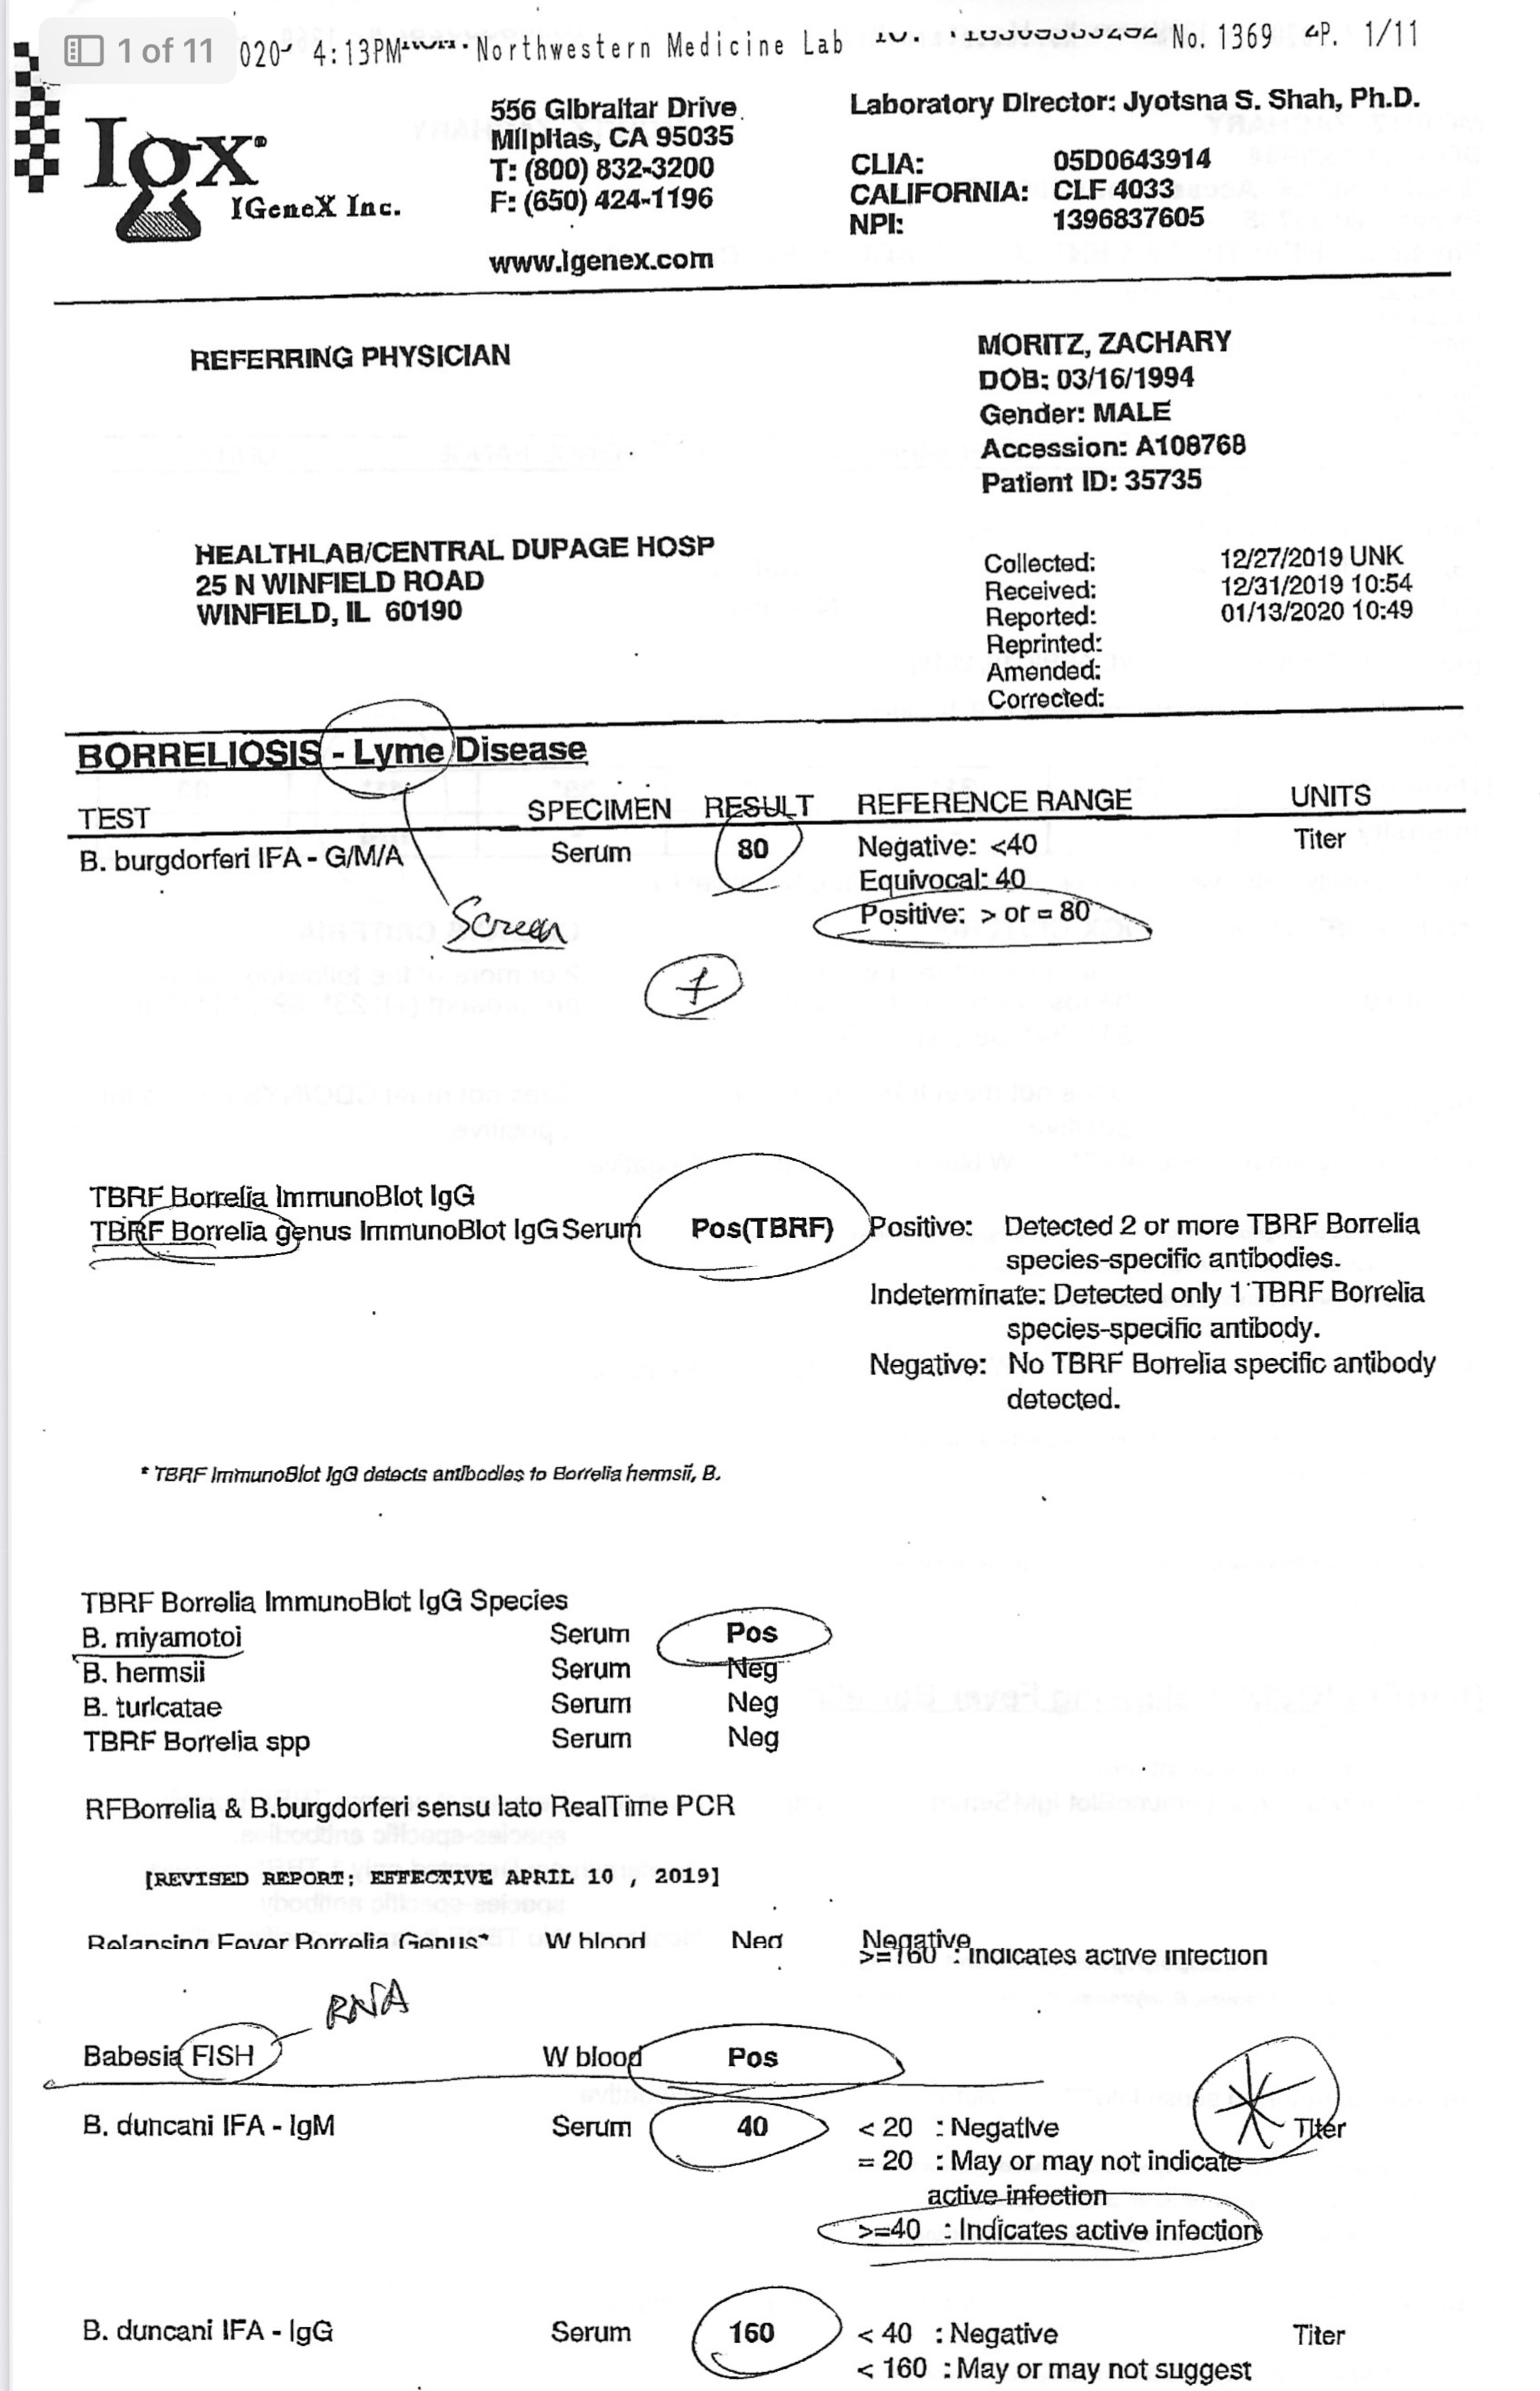 1 of 11
020 4:13PM Northwestern Medicine Lab No. 1369 P. 1/11
Igx
IGeneX Inc.
556 Gibraltar Drive
Milpitas, CA 95035
T: (800) 832-3200
F: (650) 424-1196
www.igenex.com
Laboratory Director: Jyotsna S. Shah, Ph.D.
CLIA: 05D0643914
CALIFORNIA: CLF 4033
NPI: 1396837605
REFERRING PHYSICIAN
MORITZ, ZACHARY
DOB: 03/16/1994
Gender: MALE
Accession: A108768
Patient ID: 35735
HEALTHLAB/CENTRAL DUPAGE HOSP
25 N WINFIELD ROAD
WINFIELD, IL 60190
Collected: 12/27/2019 UNK
Received: 12/31/2019 10:54
Reported: 01/13/2020 10:49
Reprinted:
Amended:
Corrected:
BORRELIOSIS - Lyme Disease
TEST SPECIMEN RESULT REFERENCE RANGE UNITS
B. burgdorferi IFA - G/M/A Serum 80 Negative: <40 Titer
Equivocal: 40
Positive: > or = 80
Screen
+
TBRF Borrelia ImmunoBlot IgG
TBRF Borrelia genus ImmunoBlot IgG Serum Pos(TBRF) Positive: Detected 2 or more TBRF Borrelia
species-specific antibodies.
Indeterminate: Detected only 1 TBRF Borrelia
species-specific antibody.
Negative: No TBRF Borrelia specific antibody
detected.
* TBRF ImmunoBlot IgG detects antibodies to Borrelia hermsii, B.
TBRF Borrelia ImmunoBlot IgG Species
B. miyamotoi Serum Pos
B. hermsii Serum Neg
B. turicatae Serum Neg
TBRF Borrelia spp Serum Neg
RFBorrelia & B.burgdorferi sensu lato RealTime PCR
[REVISED REPORT: EFFECTIVE APRIL 10 , 2019]
Relapsing Fever Borrelia Genus* W blood Neg Negative
>=160 : Indicates active infection
RNA
Babesia FISH W blood Pos
B. duncani IFA - IgM Serum 40 < 20 : Negative Titer
= 20 : May or may not indicate
active infection
>=40 : Indicates active infection
B. duncani IFA - IgG Serum 160 < 40 : Negative Titer
< 160 : May or may not suggest